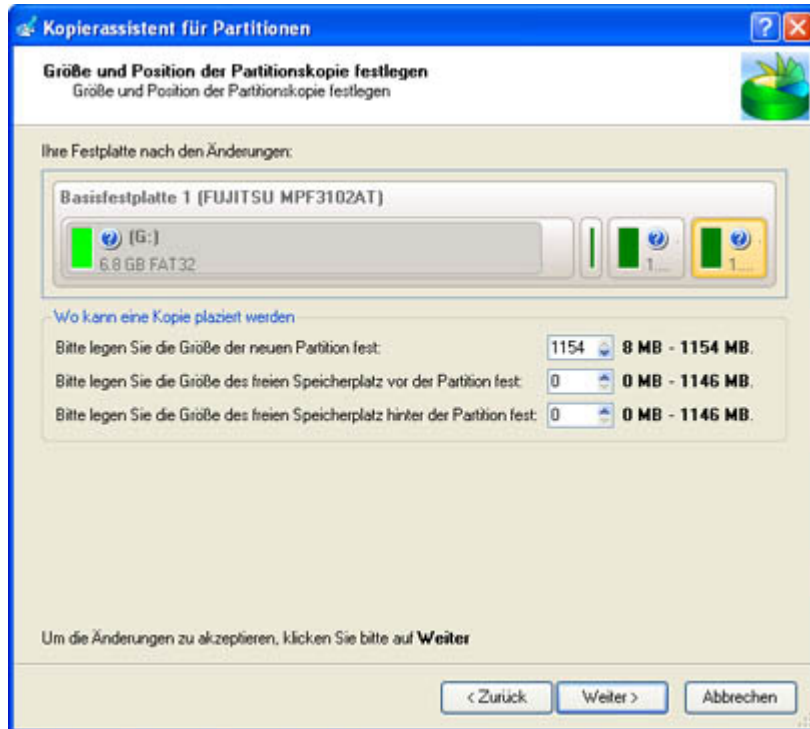 Kopierassistent für Partitionen
Größe und Position der Partitionskopie festlegen
Größe und Position der Partitionskopie festlegen
Ihre Festplatte nach den Änderungen:
Basisfestplatte 1 (FUJITSU MPF3102AT)
(G:)
6.8 GB FAT32
1....
1....
Wo kann eine Kopie plaziert werden
Bitte legen Sie die Größe der neuen Partition fest: 1154 8 MB - 1154 MB.
Bitte legen Sie die Größe des freien Speicherplatz vor der Partition fest: 0 0 MB - 1146 MB.
Bitte legen Sie die Größe des freien Speicherplatz hinter der Partition fest: 0 0 MB - 1146 MB.
Um die Änderungen zu akzeptieren, klicken Sie bitte auf Weiter
< Zurück Weiter > Abbrechen